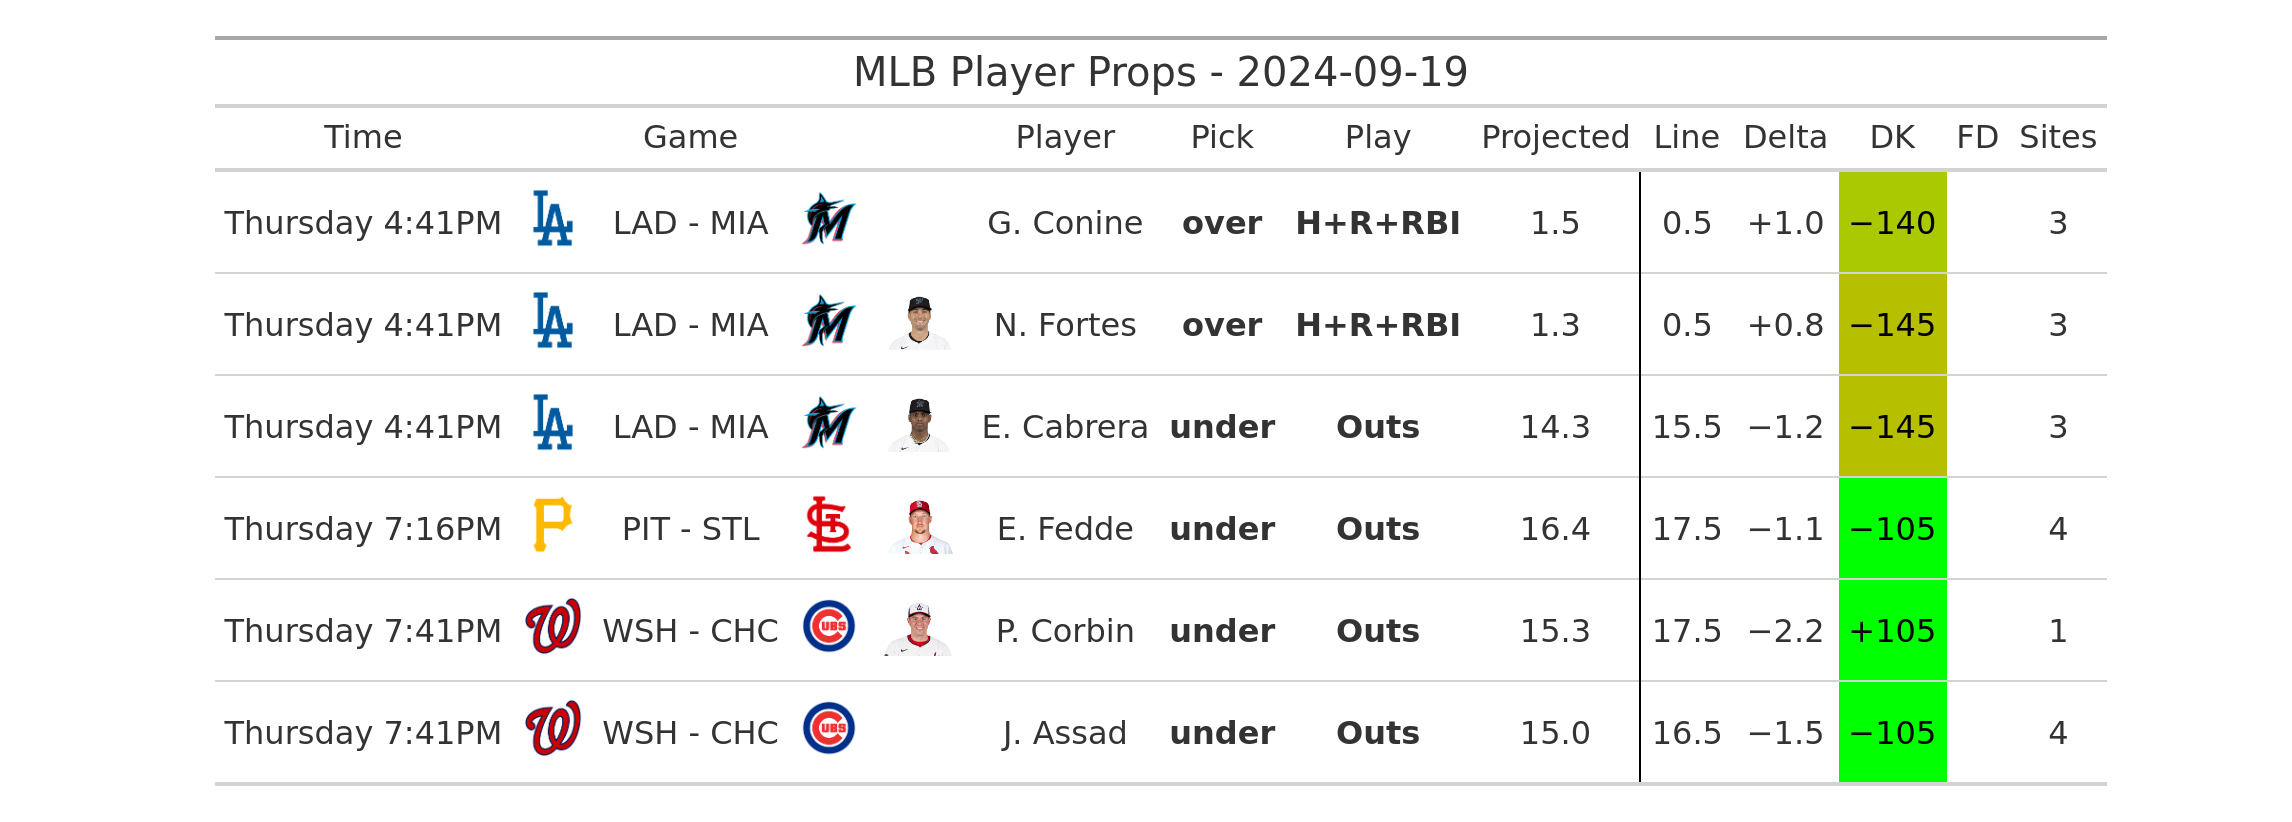 MLB Player Props - 2024-09-19
Time Game Player Pick Play Projected Line Delta DK FD Sites
Thursday 4:41PM LAD - MIA G. Conine over H+R+RBI 1.5 0.5 +1.0 −140 3
Thursday 4:41PM LAD - MIA N. Fortes over H+R+RBI 1.3 0.5 +0.8 −145 3
Thursday 4:41PM LAD - MIA E. Cabrera under Outs 14.3 15.5 −1.2 −145 3
Thursday 7:16PM PIT - STL E. Fedde under Outs 16.4 17.5 −1.1 −105 4
Thursday 7:41PM WSH - CHC P. Corbin under Outs 15.3 17.5 −2.2 +105 1
Thursday 7:41PM WSH - CHC J. Assad under Outs 15.0 16.5 −1.5 −105 4